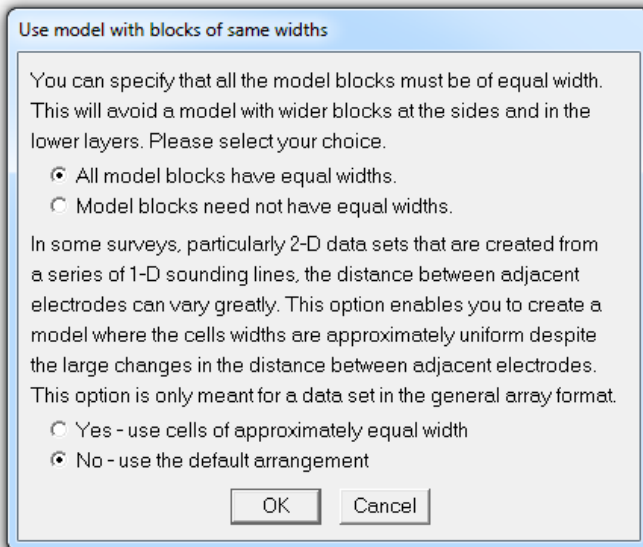 Use model with blocks of same widths
You can specify that all the model blocks must be of equal width.
This will avoid a model with wider blocks at the sides and in the
lower layers. Please select your choice.
All model blocks have equal widths.
Model blocks need not have equal widths.
In some surveys, particularly 2-D data sets that are created from
a series of 1-D sounding lines, the distance between adjacent
electrodes can vary greatly. This option enables you to create a
model where the cells widths are approximately uniform despite
the large changes in the distance between adjacent electrodes.
This option is only meant for a data set in the general array format.
Yes - use cells of approximately equal width
No - use the default arrangement
OK Cancel